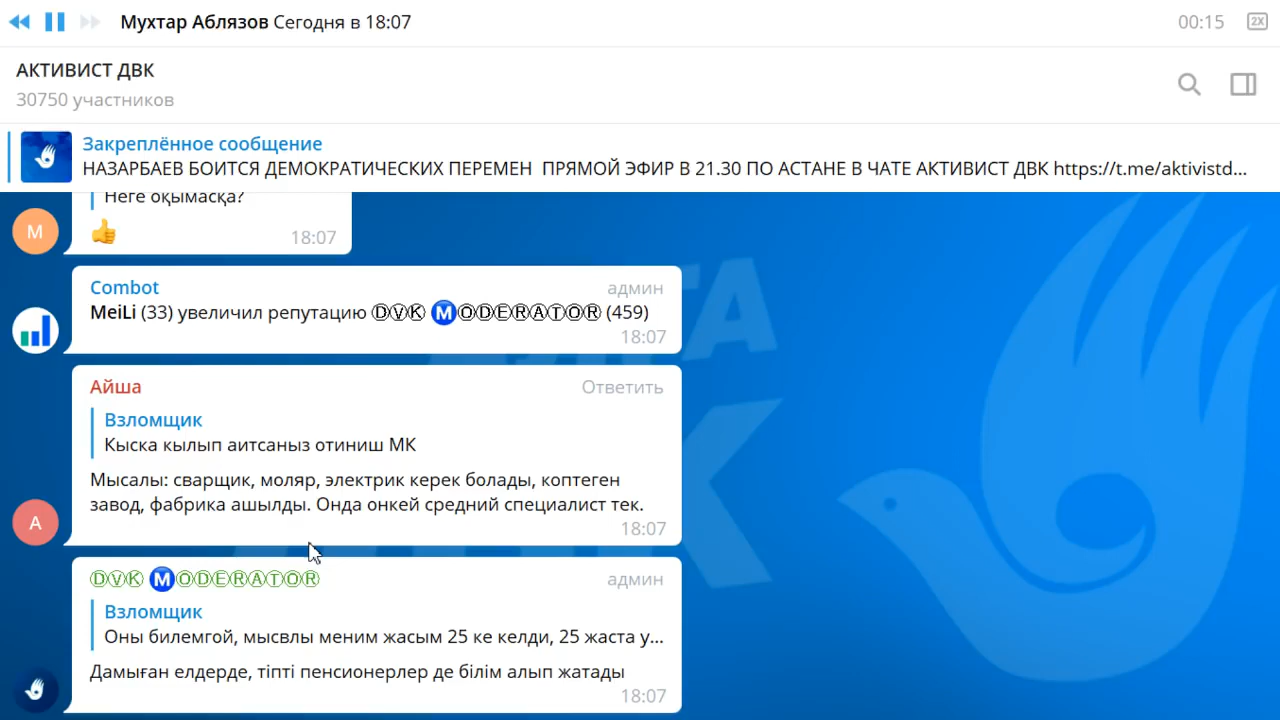 Мухтар Аблязов Сегодня в 18:07
00:15
2X
АКТИВИСТ ДВК
30750 участников
Закреплённое сообщение
НАЗАРБАЕВ БОИТСЯ ДЕМОКРАТИЧЕСКИХ ПЕРЕМЕН ПРЯМОЙ ЭФИР В 21.30 ПО АСТАНЕ В ЧАТЕ АКТИВИСТ ДВК https://t.me/aktivistd...
Неге оқымасқа?
М
👍
18:07
Combot
админ
MeiLi (33) увеличил репутацию ⒹⓋⓀ ⓂⓄⒹⒺⓇⒶⓉⓄⓇ (459)
18:07
Айша
Ответить
Взломщик
Кыска кылып аитсаныз отиниш МК
Мысалы: сварщик, моляр, электрик керек болады, коптеген
завод, фабрика ашылды. Онда онкей средний специалист тек.
А
18:07
ⒹⓋⓀ ⓂⓄⒹⒺⓇⒶⓉⓄⓇ
админ
Взломщик
Оны билемгой, мысвлы меним жасым 25 ке келди, 25 жаста у...
Дамыған елдерде, тіпті пенсионерлер де білім алып жатады
18:07